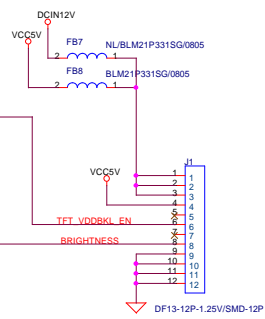 DCIN12V
VCC5V
FB7 NL/BLM21P331SG/0805
2 1
FB8 BLM21P331SG/0805
2 1
J1
1 1
2 2
VCC5V 3 3
4 4
5 5
TFT_VDDBKL_EN 6 6
7 7
BRIGHTNESS 8 8
9 9
10 10
11 11
12 12
DF13-12P-1.25V/SMD-12P